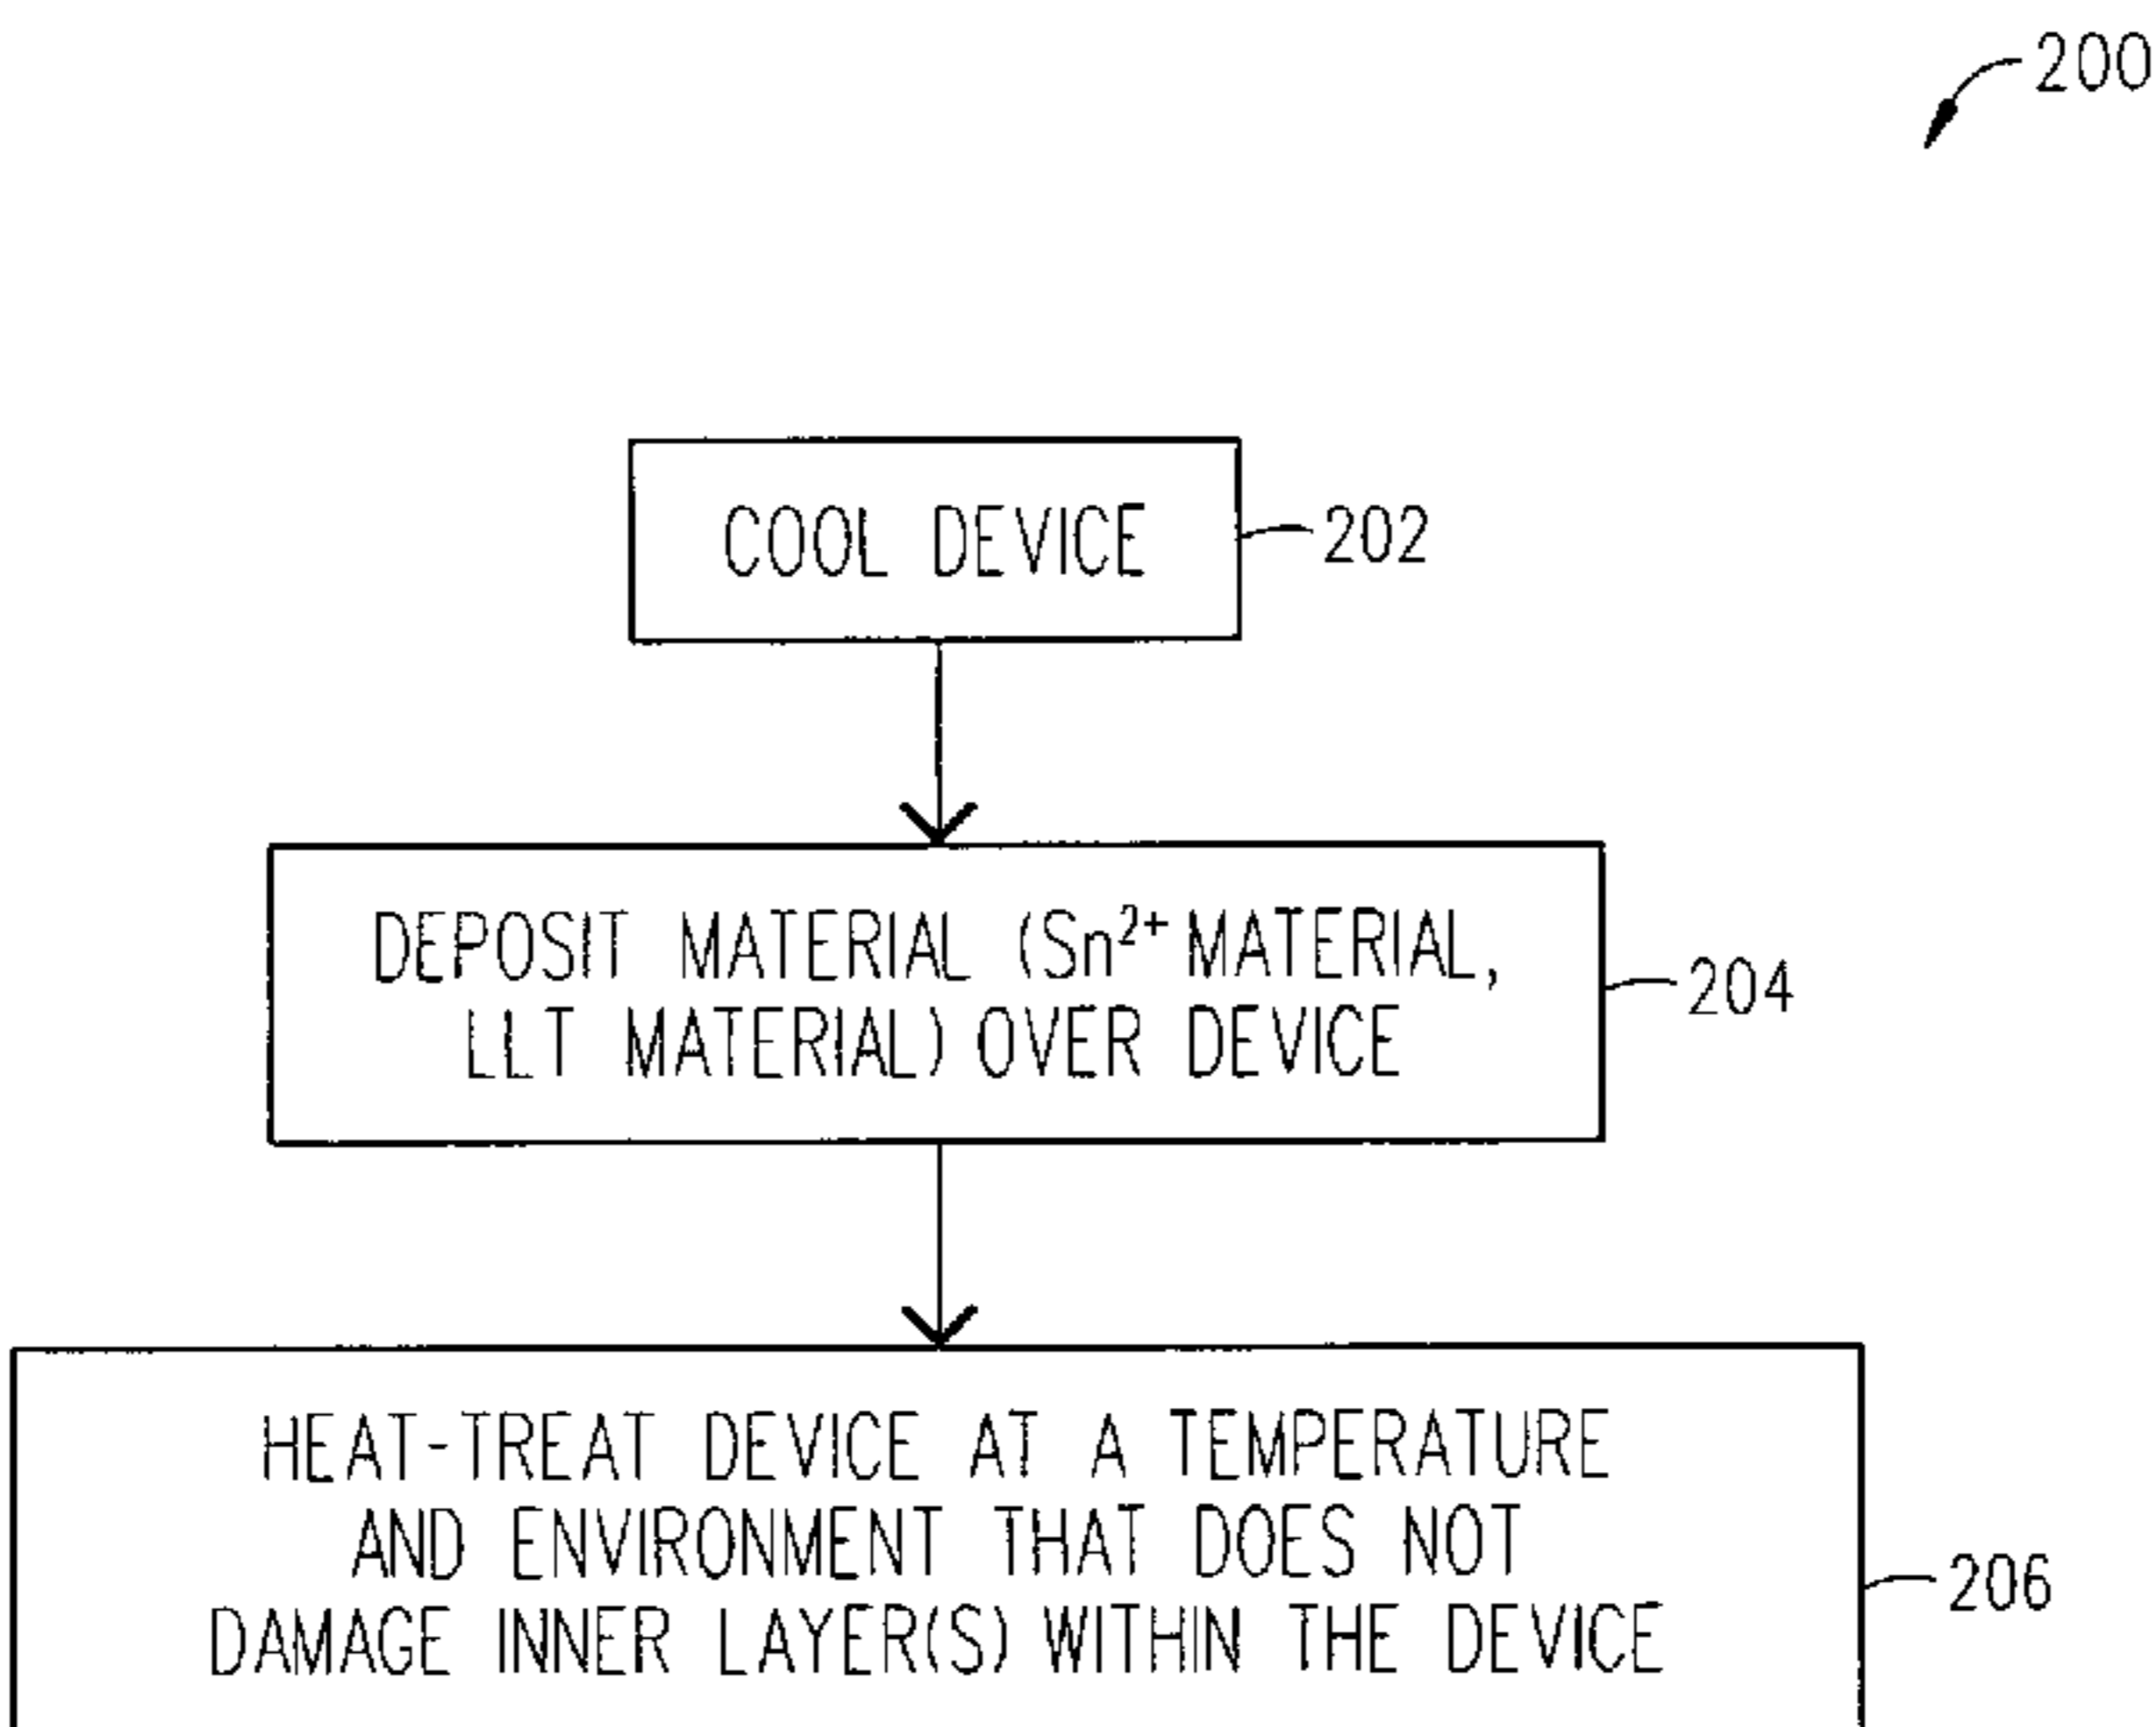 200
COOL DEVICE
202
DEPOSIT MATERIAL (Sn²⁺ MATERIAL,
LLT MATERIAL) OVER DEVICE
204
HEAT-TREAT DEVICE AT A TEMPERATURE
AND ENVIRONMENT THAT DOES NOT
DAMAGE INNER LAYER(S) WITHIN THE DEVICE
206